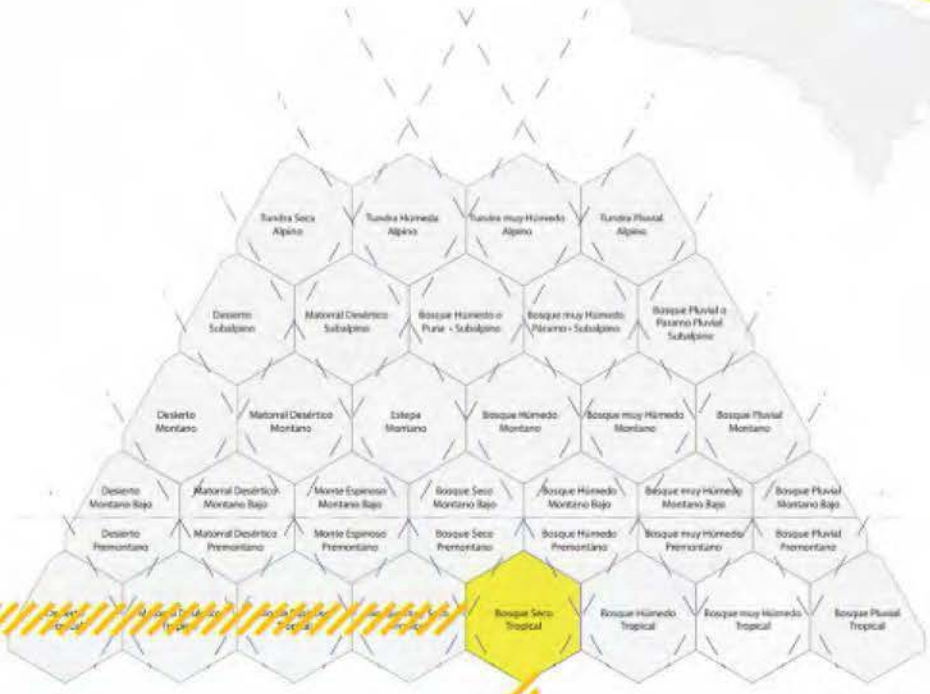 Tundra Seca
Alpino
Tundra Húmeda
Alpino
Tundra muy Húmedo
Alpino
Tundra Pluvial
Alpino
Desierto
Subalpino
Matorral Desértico
Subalpino
Bosque Húmedo o
Puna - Subalpino
Bosque muy Húmedo
Páramo - Subalpino
Bosque Pluvial o
Paramo Pluvial
Subalpino
Desierto
Montano
Matorral Desértico
Montano
Estepa
Montano
Bosque Húmedo
Montano
Bosque muy Húmedo
Montano
Bosque Pluvial
Montano
Desierto
Montano Bajo
Matorral Desértico
Montano Bajo
Monte Espinoso
Montano Bajo
Bosque Seco
Montano Bajo
Bosque Húmedo
Montano Bajo
Bosque muy Húmedo
Montano Bajo
Bosque Pluvial
Montano Bajo
Desierto
Premontano
Matorral Desértico
Premontano
Monte Espinoso
Premontano
Bosque Seco
Premontano
Bosque Húmedo
Premontano
Bosque muy Húmedo
Premontano
Bosque Pluvial
Premontano
Bosque Seco
Tropical
Bosque Húmedo
Tropical
Bosque muy Húmedo
Tropical
Bosque Pluvial
Tropical